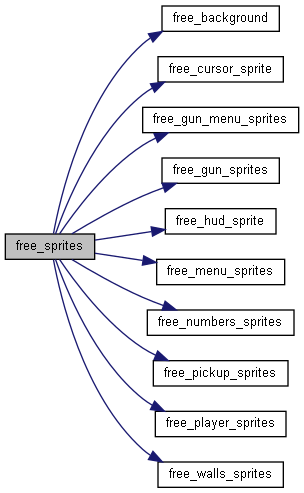 free_background
free_cursor_sprite
free_gun_menu_sprites
free_gun_sprites
free_hud_sprite
free_sprites
free_menu_sprites
free_numbers_sprites
free_pickup_sprites
free_player_sprites
free_walls_sprites